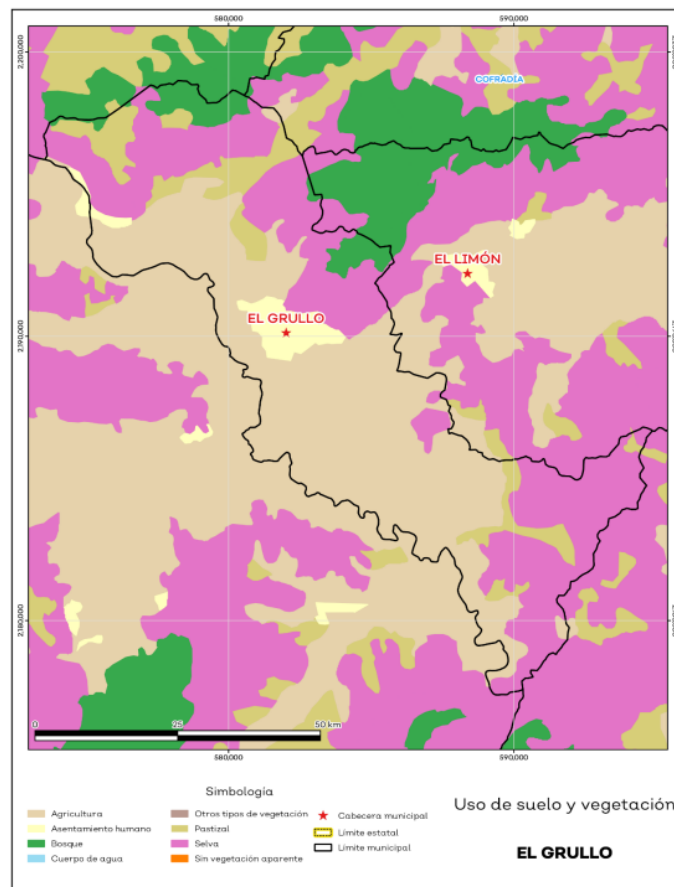 580,000
590,000
2,200,000
COFRADÍA
EL LIMÓN
EL GRULLO
2,190,000
2,180,000
0
25
50 km
580,000
590,000
Simbología
Agricultura
Asentamiento humano
Bosque
Cuerpo de agua
Otros tipos de vegetación
Pastizal
Selva
Sin vegetación aparente
Cabecera municipal
Límite estatal
Límite municipal
Uso de suelo y vegetación
EL GRULLO